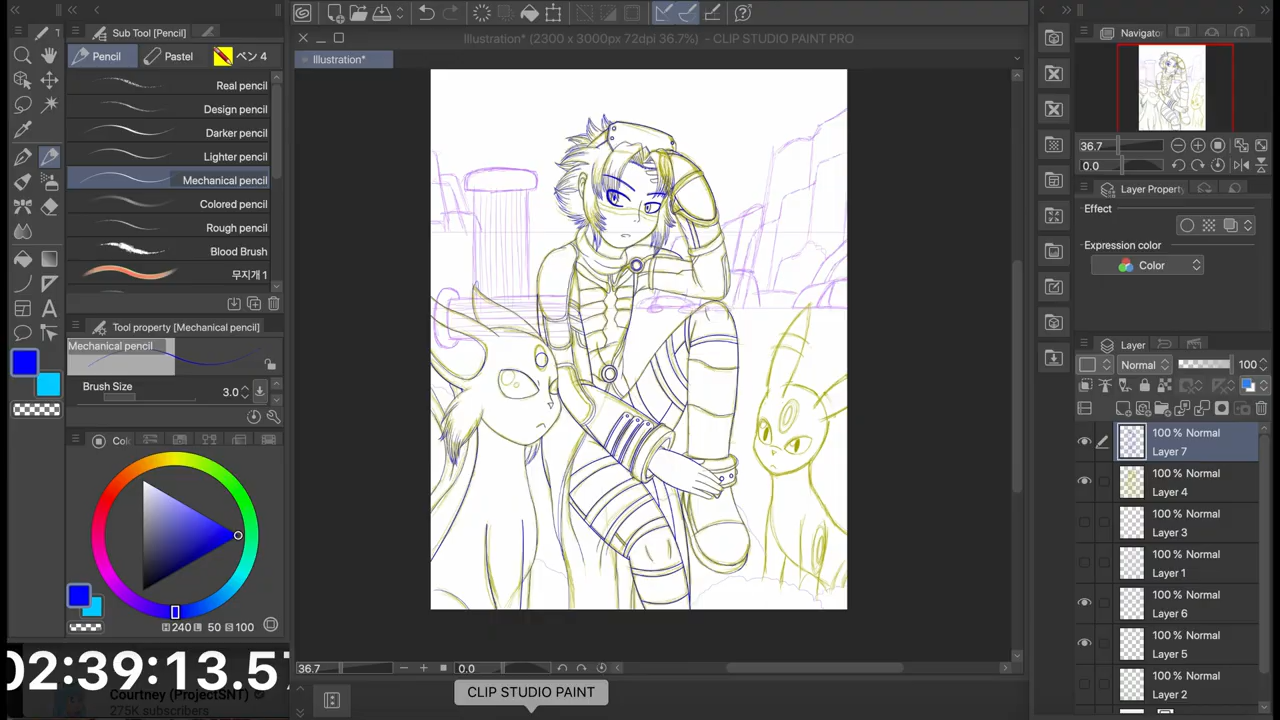 Sub Tool [Pencil]
Pencil
Pastel
ペン 4
Real pencil
Design pencil
Darker pencil
Lighter pencil
Mechanical pencil
Colored pencil
Rough pencil
Blood Brush
무지개 1
Tool property [Mechanical pencil]
Mechanical pencil
Brush Size
3.0
Co
H 240 L 50 S 100
02:39:13.5
Courtney (ProjectSNT)
275K subscribers
Illustration* (2300 x 3000px 72dpi 36.7%) – CLIP STUDIO PAINT PRO
Illustration*
36.7
0.0
CLIP STUDIO PAINT
Navigator
36.7
0.0
Layer Property
Effect
Expression color
Color
Layer
Normal
100
100 % Normal
Layer 7
100 % Normal
Layer 4
100 % Normal
Layer 3
100 % Normal
Layer 1
100 % Normal
Layer 6
100 % Normal
Layer 5
100 % Normal
Layer 2